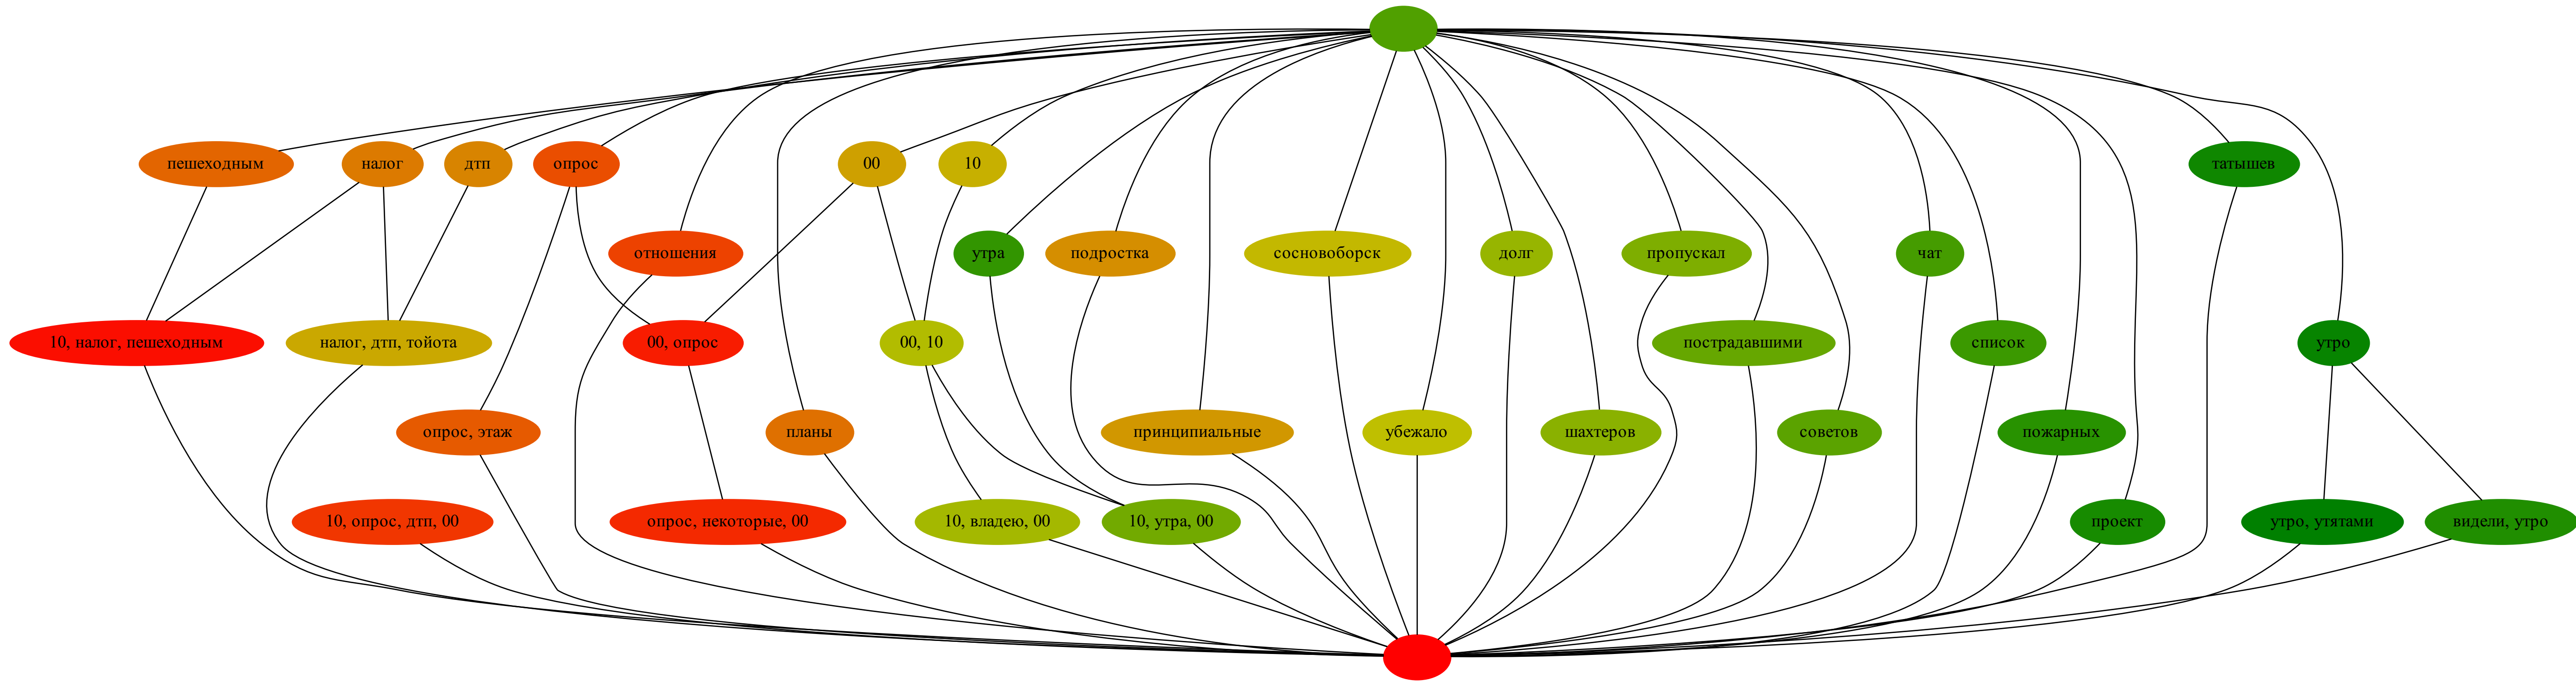 пешеходным
налог
дтп
опрос
00
10
татышев
отношения
утра
подростка
сосновоборск
долг
пропускал
чат
10, налог, пешеходным
налог, дтп, тойота
00, опрос
00, 10
пострадавшими
список
утро
опрос, этаж
планы
принципиальные
убежало
шахтеров
советов
пожарных
10, опрос, дтп, 00
опрос, некоторые, 00
10, владею, 00
10, утра, 00
проект
утро, утятами
видели, утро